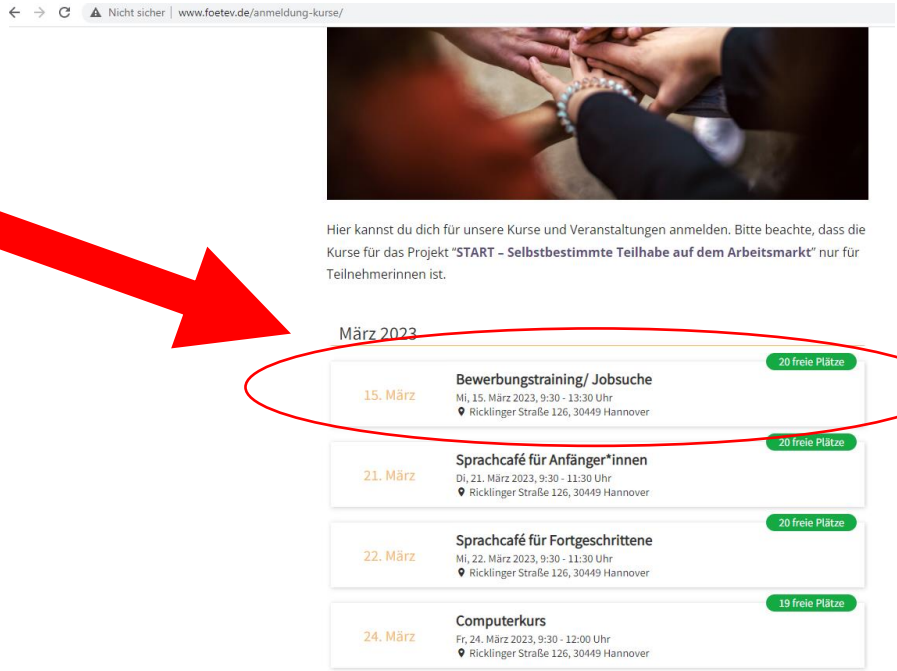 Nicht sicher | www.foetev.de/anmeldung-kurse/
Hier kannst du dich für unsere Kurse und Veranstaltungen anmelden. Bitte beachte, dass die
Kurse für das Projekt "START – Selbstbestimmte Teilhabe auf dem Arbeitsmarkt" nur für
Teilnehmerinnen ist.
März 2023
20 freie Plätze
15. März
Bewerbungstraining/ Jobsuche
Mi, 15. März 2023, 9:30 - 13:30 Uhr
Ricklinger Straße 126, 30449 Hannover
20 freie Plätze
21. März
Sprachcafé für Anfänger*innen
Di, 21. März 2023, 9:30 - 11:30 Uhr
Ricklinger Straße 126, 30449 Hannover
20 freie Plätze
22. März
Sprachcafé für Fortgeschrittene
Mi, 22. März 2023, 9:30 - 11:30 Uhr
Ricklinger Straße 126, 30449 Hannover
19 freie Plätze
24. März
Computerkurs
Fr, 24. März 2023, 9:30 - 12:00 Uhr
Ricklinger Straße 126, 30449 Hannover